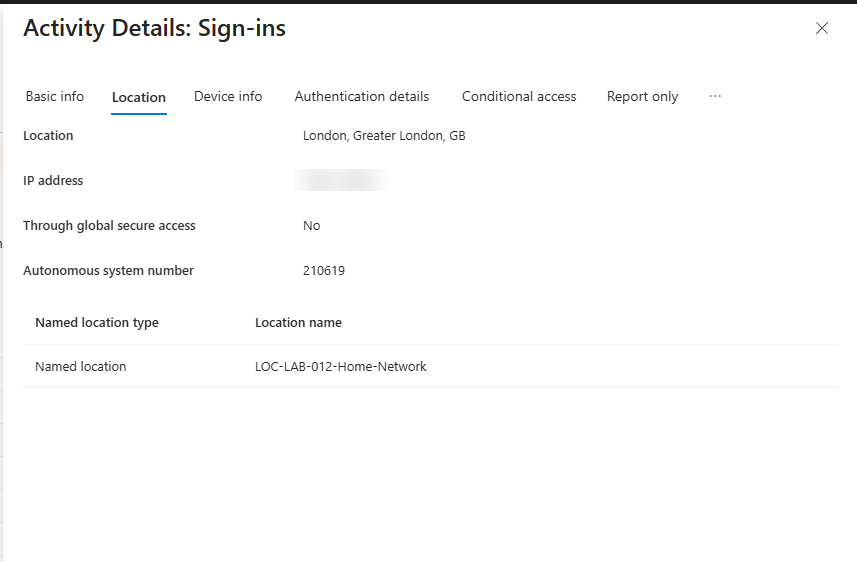 Activity Details: Sign-ins
Basic info Location Device info Authentication details Conditional access Report only ...
Location London, Greater London, GB
IP address
Through global secure access No
Autonomous system number 210619
Named location type Location name
Named location LOC-LAB-012-Home-Network